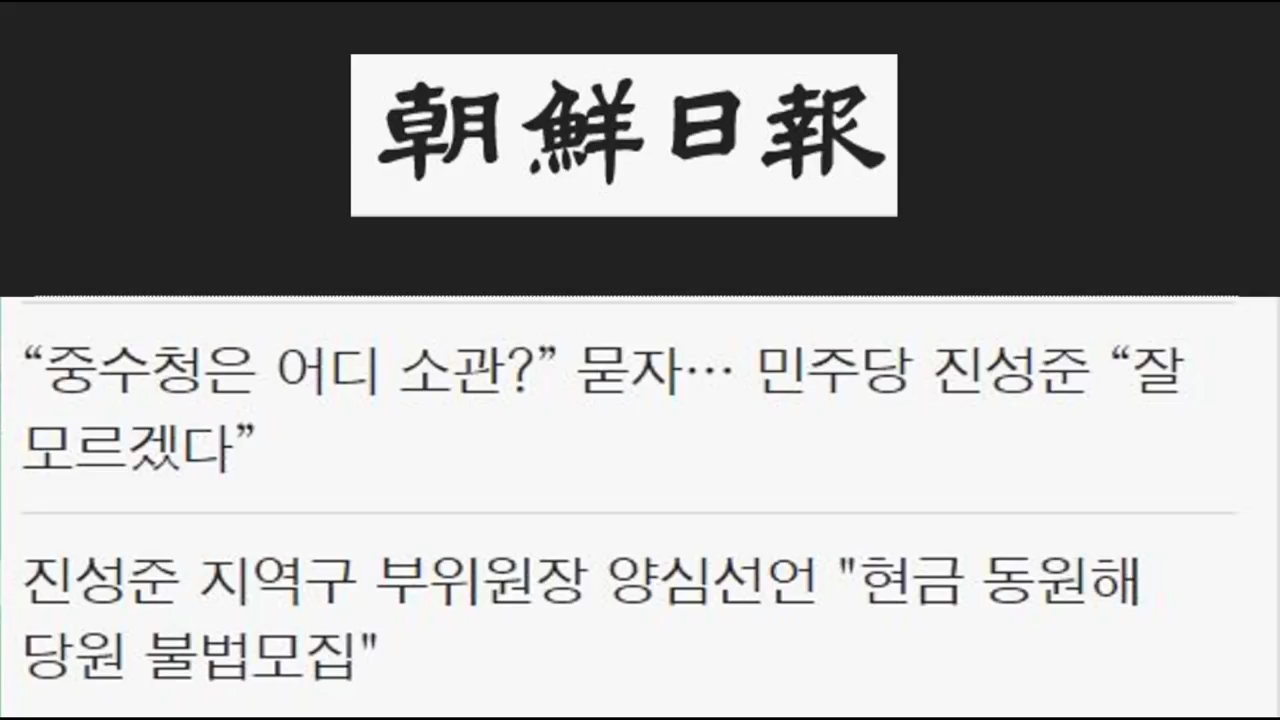 朝鮮日報
“중수청은 어디 소관?” 묻자… 민주당 진성준 “잘
모르겠다”
진성준 지역구 부위원장 양심선언 "현금 동원해
당원 불법모집"